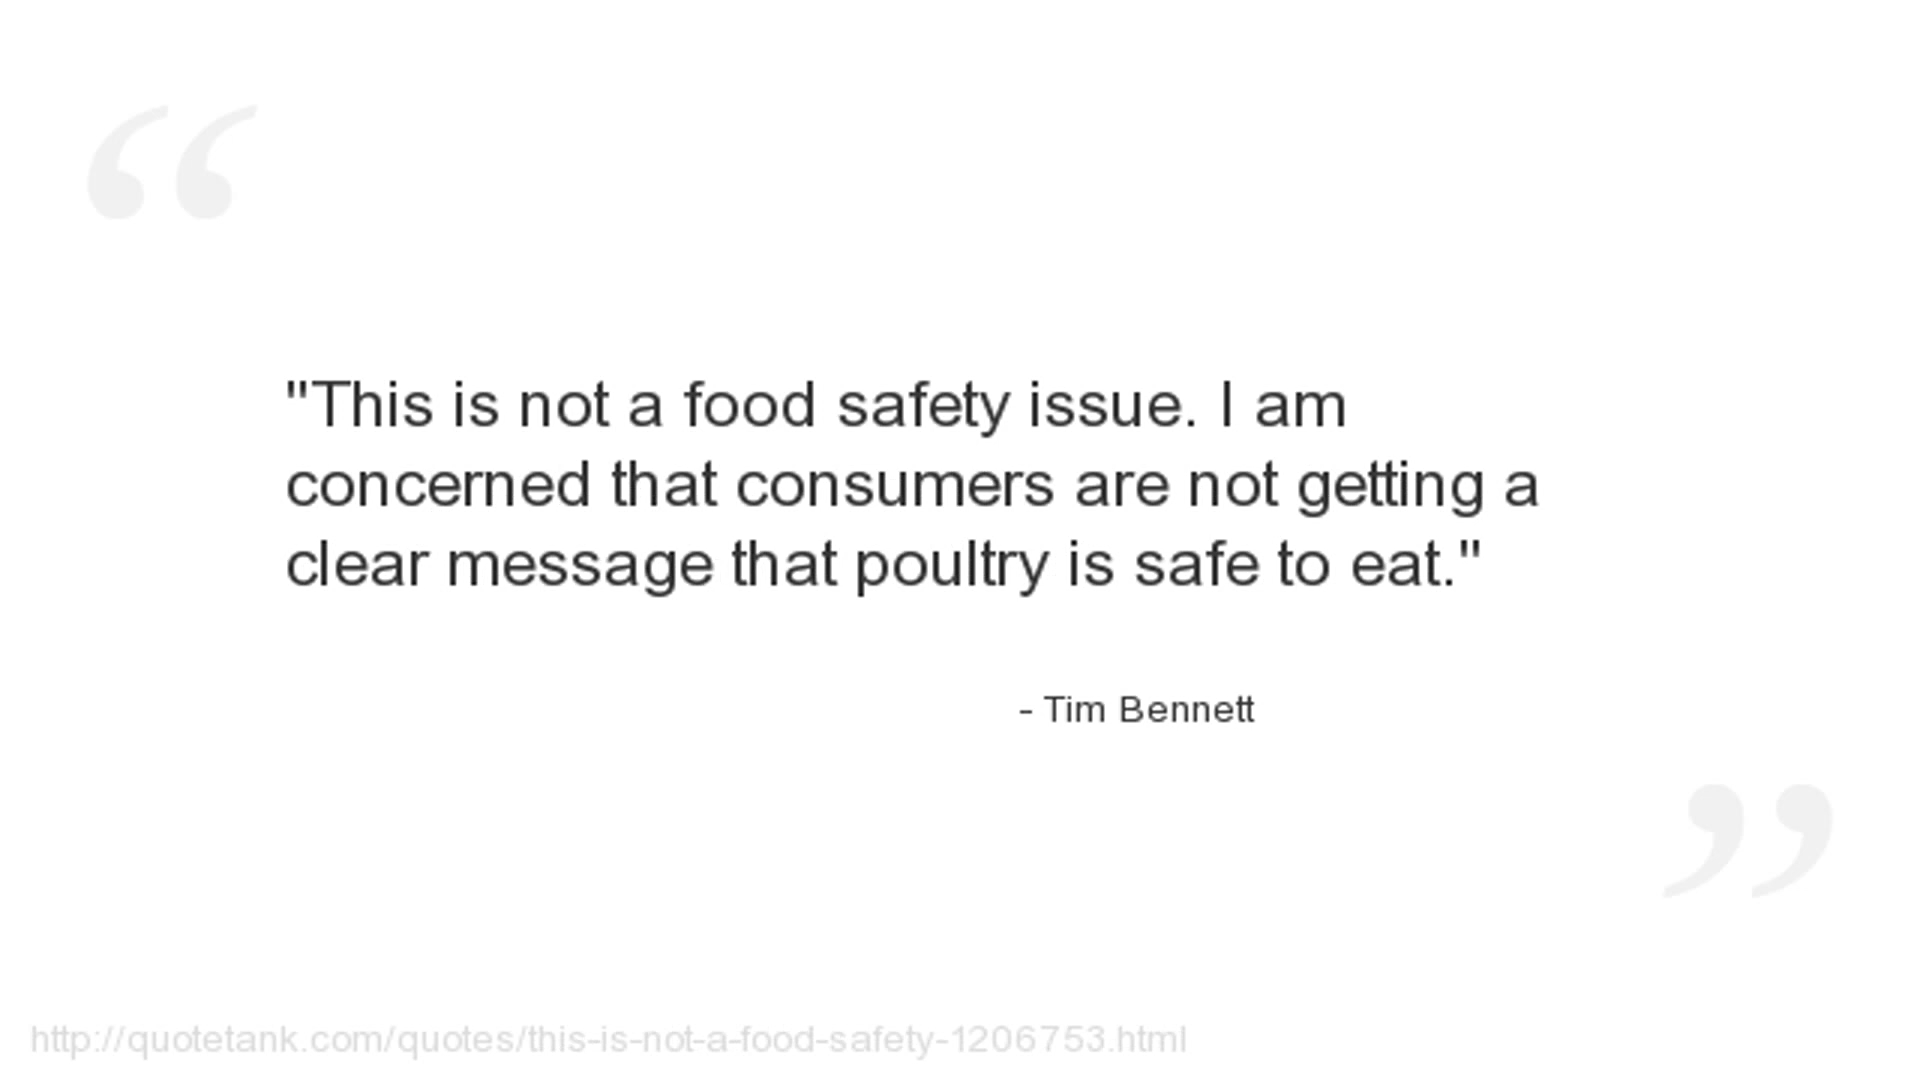 “
"This is not a food safety issue. I am
concerned that consumers are not getting a
clear message that poultry is safe to eat."
- Tim Bennett
”
http://quotetank.com/quotes/this-is-not-a-food-safety-1206753.html